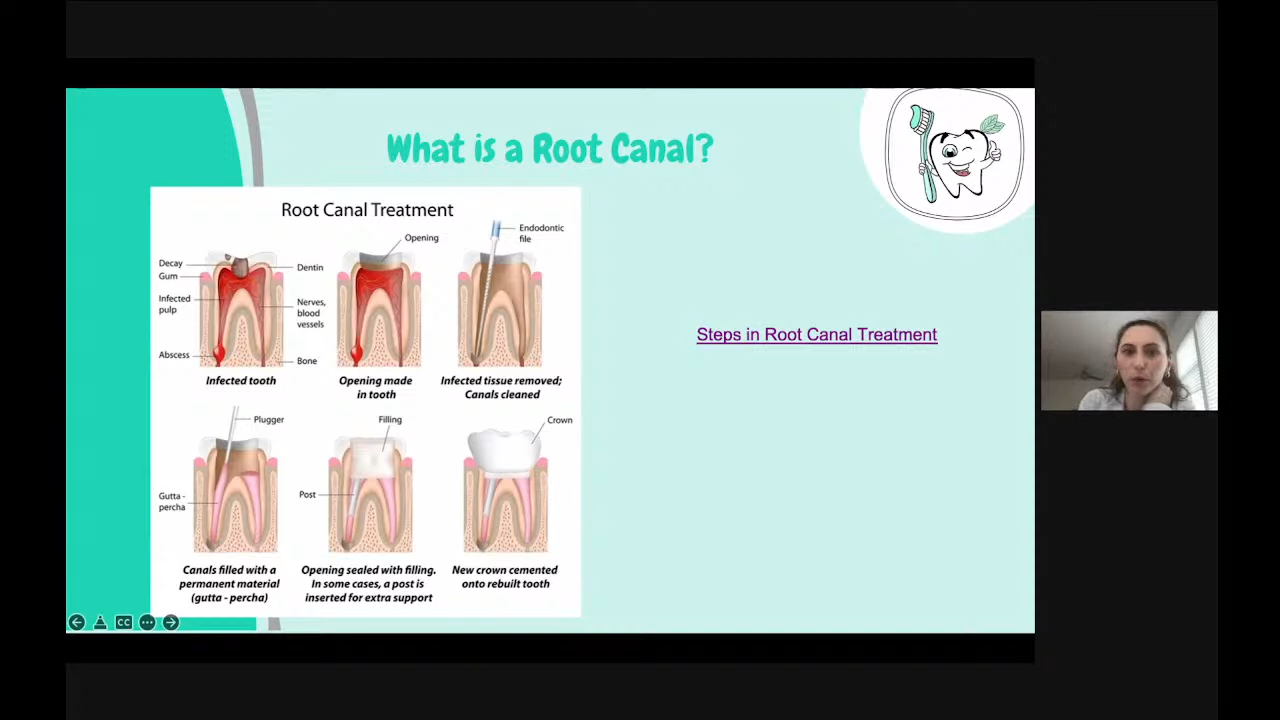 What is a Root Canal?
Root Canal Treatment
Decay
Gum
Infected
pulp
Abscess
Dentin
Nerves,
blood
vessels
Bone
Infected tooth
Opening
Opening made
in tooth
Endodontic
file
Infected tissue removed;
Canals cleaned
Plugger
Gutta -
percha
Canals filled with a
permanent material
(gutta - percha)
Filling
Post
Opening sealed with filling.
In some cases, a post is
inserted for extra support
Crown
New crown cemented
onto rebuilt tooth
Steps in Root Canal Treatment
CC